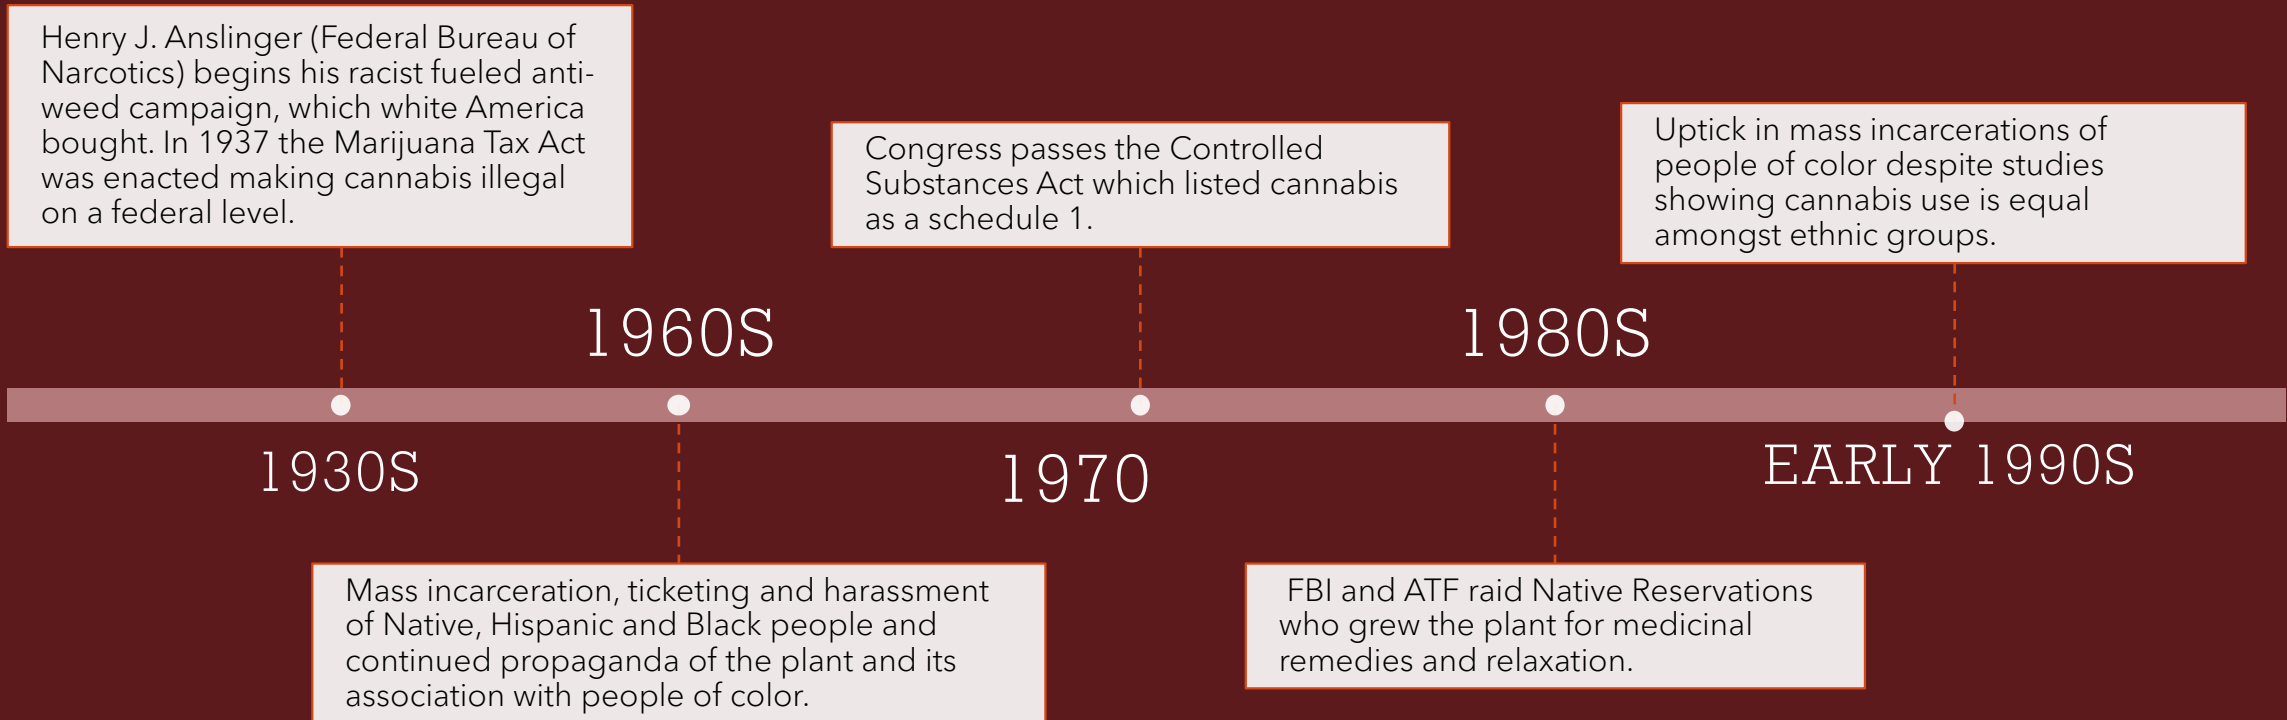 Henry J. Anslinger (Federal Bureau of
Narcotics) begins his racist fueled anti-
weed campaign, which white America
bought. In 1937 the Marijuana Tax Act
was enacted making cannabis illegal
on a federal level.
1930S
1960S
Mass incarceration, ticketing and harassment
of Native, Hispanic and Black people and
continued propaganda of the plant and its
association with people of color.
Congress passes the Controlled
Substances Act which listed cannabis
as a schedule 1.
1970
1980S
FBI and ATF raid Native Reservations
who grew the plant for medicinal
remedies and relaxation.
Uptick in mass incarcerations of
people of color despite studies
showing cannabis use is equal
amongst ethnic groups.
EARLY 1990S